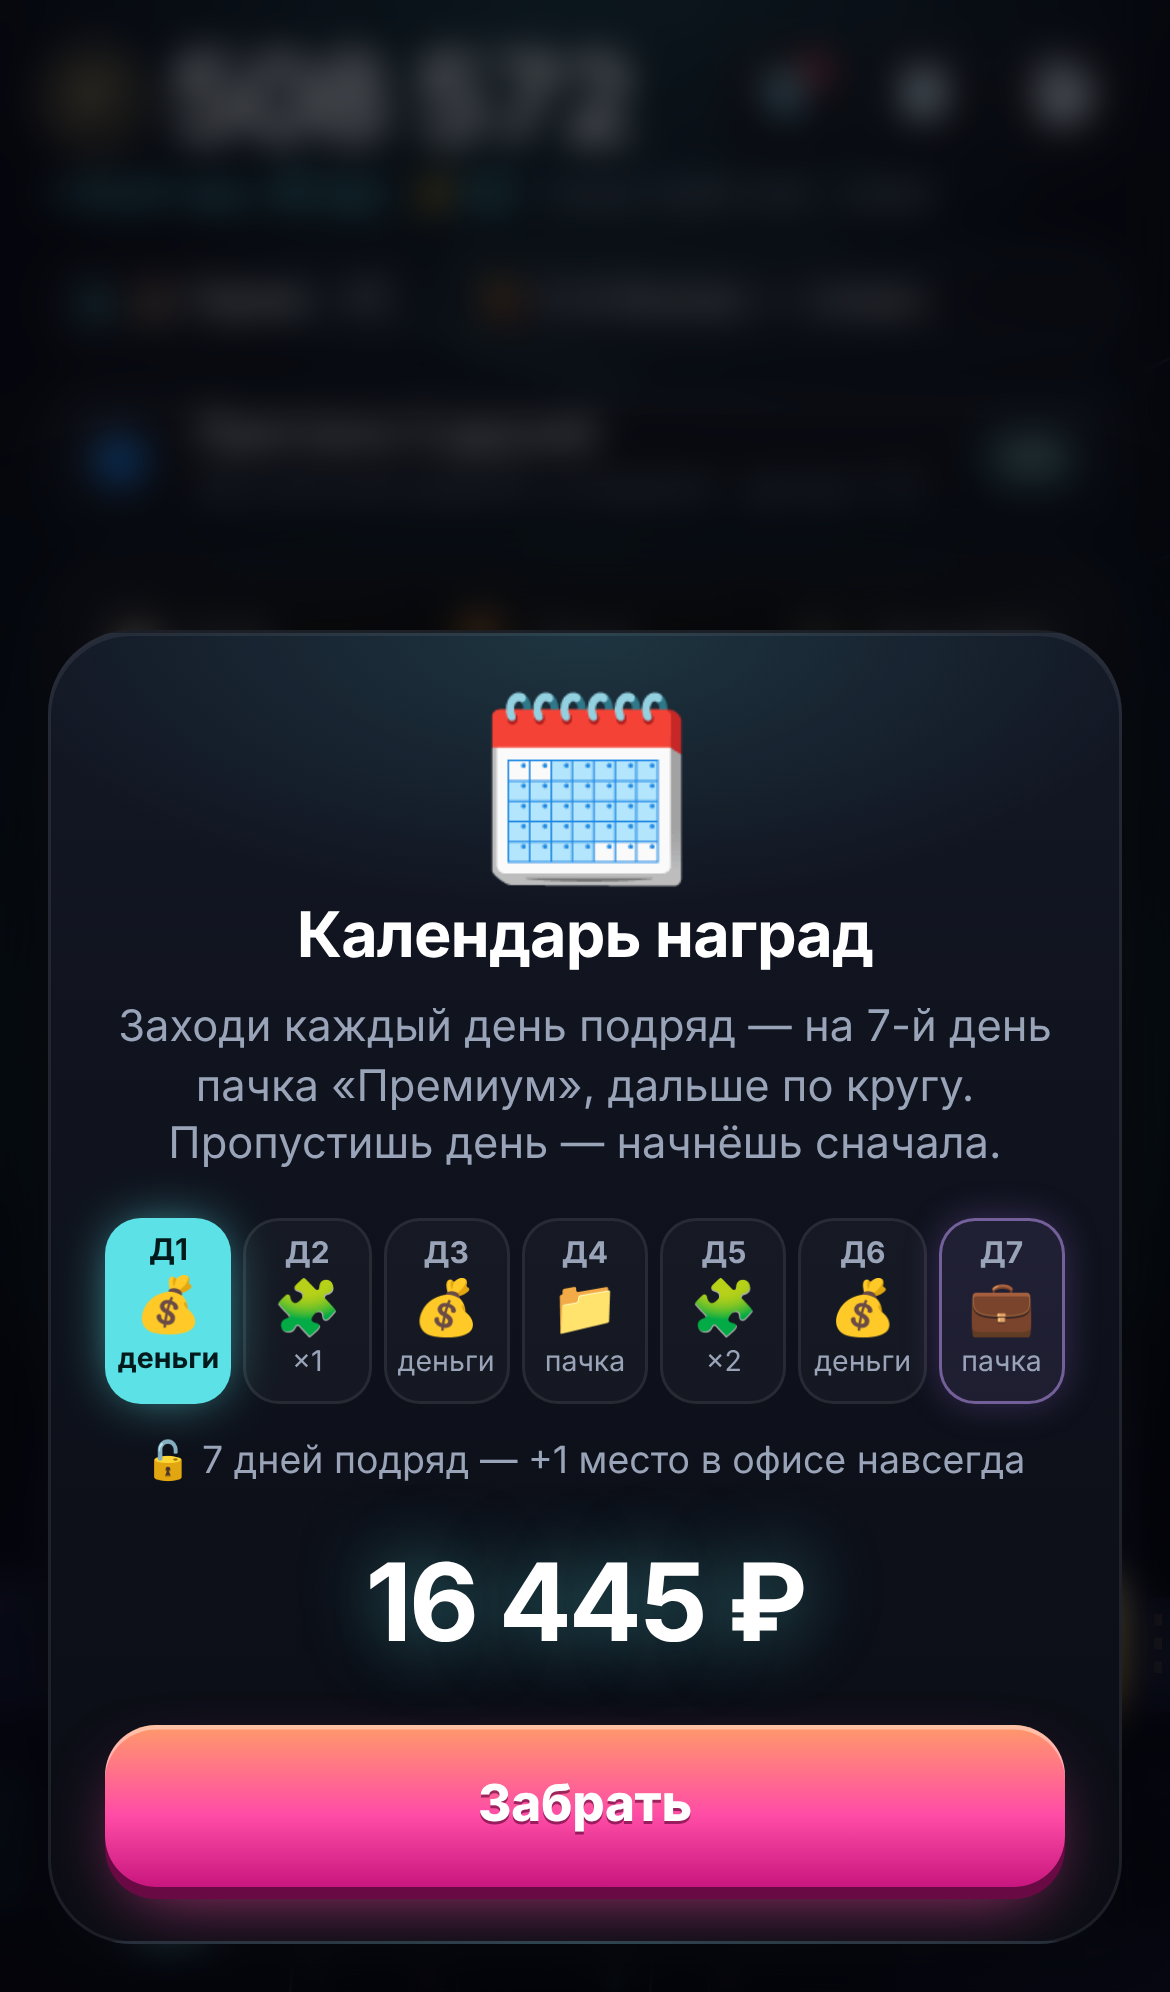 508 572
Календарь наград
Заходи каждый день подряд — на 7-й день
пачка «Премиум», дальше по кругу.
Пропустишь день — начнёшь сначала.
Д1
деньги
Д2
×1
Д3
деньги
Д4
пачка
Д5
×2
Д6
деньги
Д7
пачка
7 дней подряд — +1 место в офисе навсегда
16 445 ₽
Забрать